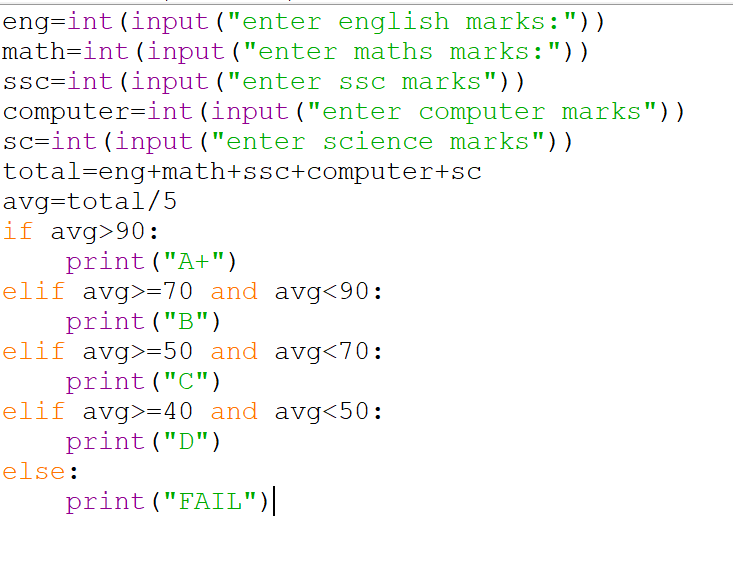 eng=int(input("enter english marks:"))
math=int(input("enter maths marks:"))
ssc=int(input("enter ssc marks"))
computer=int(input("enter computer marks"))
sc=int(input("enter science marks"))
total=eng+math+ssc+computer+sc
avg=total/5
if avg>90:
    print("A+")
elif avg>=70 and avg<90:
    print("B")
elif avg>=50 and avg<70:
    print("C")
elif avg>=40 and avg<50:
    print("D")
else:
    print("FAIL")